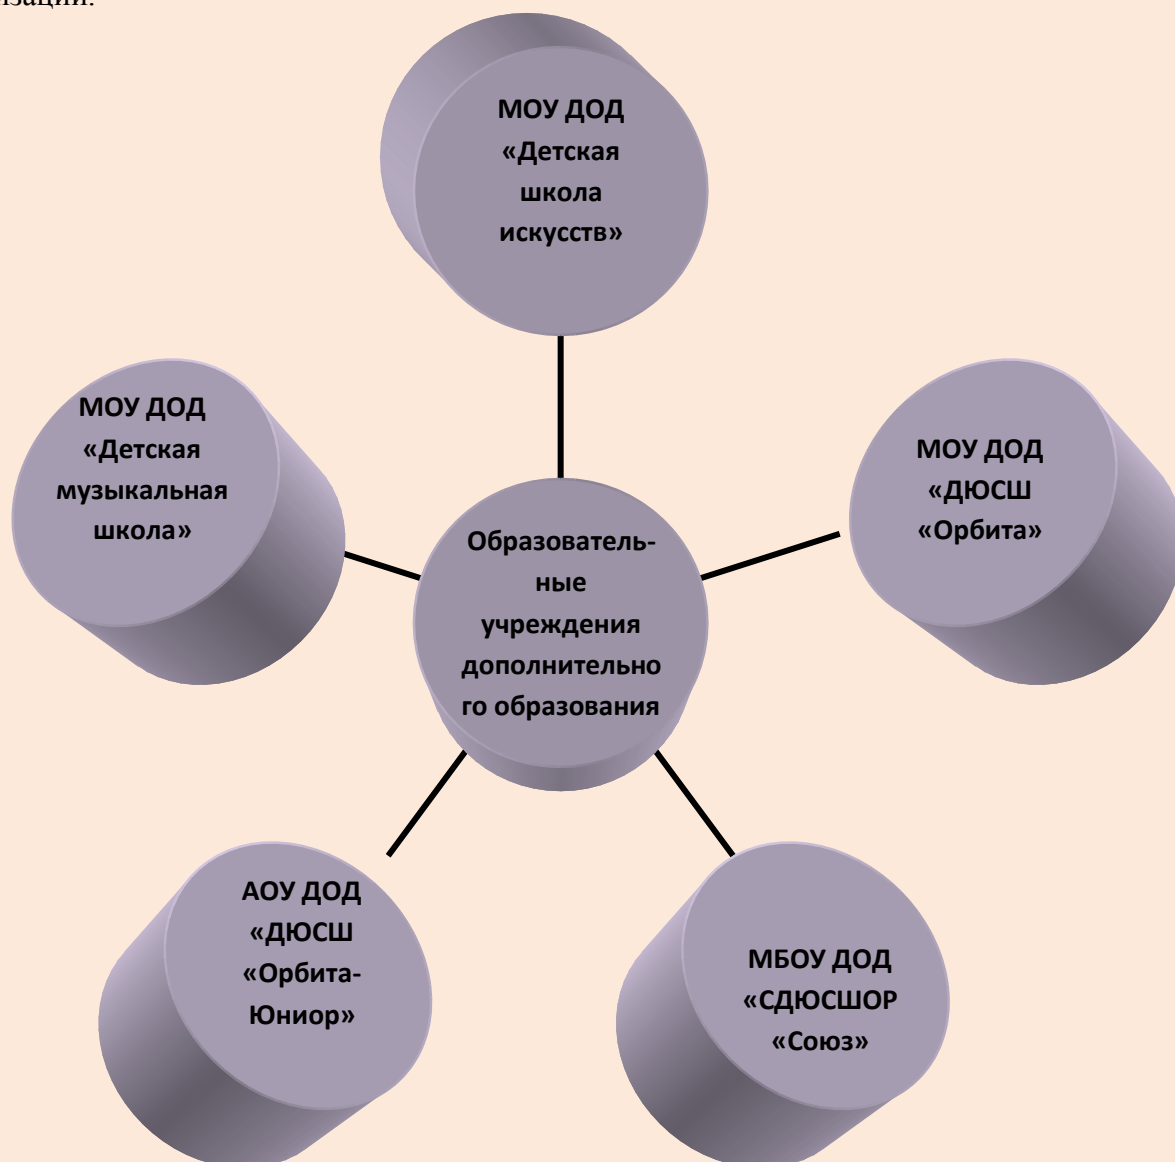 МОУ ДОД
«Детская
школа
искусств»
МОУ ДОД
«Детская
музыкальная
школа»
МОУ ДОД
«ДЮСШ
«Орбита»
Образователь-
ные
учреждения
дополнительно
го образования
АОУ ДОД
«ДЮСШ
«Орбита-
Юниор»
МБОУ ДОД
«СДЮСШОР
«Союз»